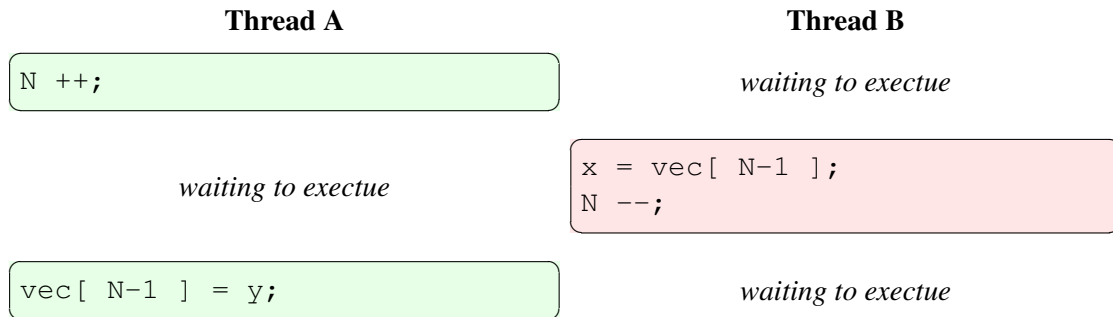 Thread A Thread B
N ++; waiting to exectue
x = vec[ N-1 ];
waiting to exectue
N --;
vec[ N-1 ] = y; waiting to exectue